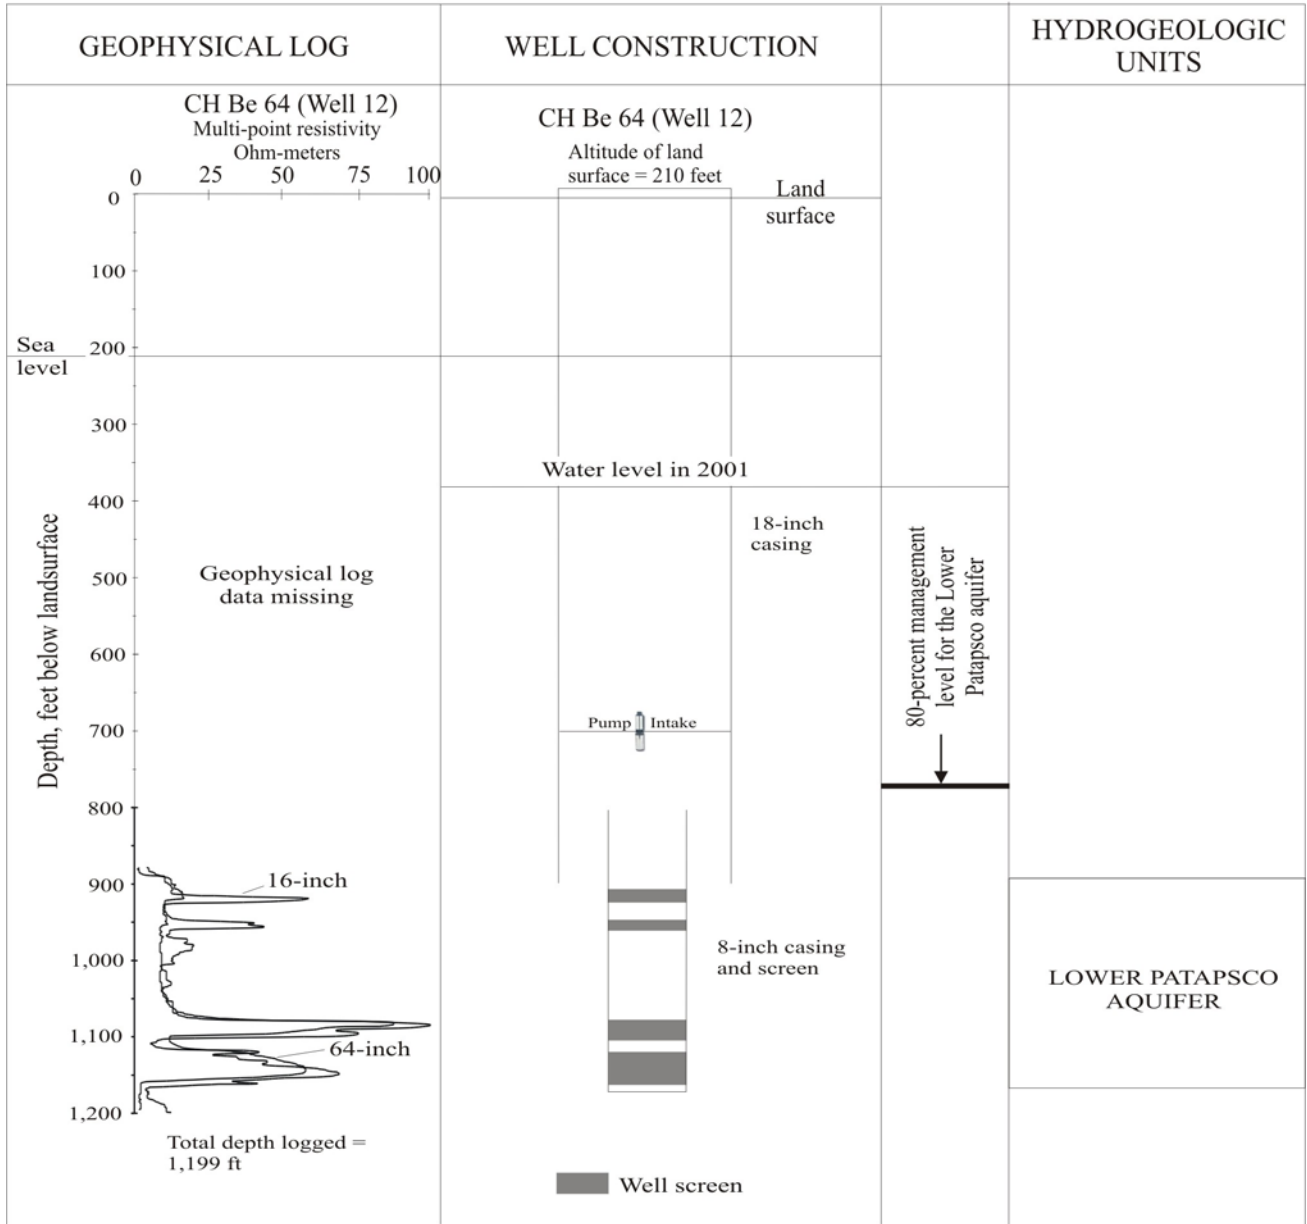 GEOPHYSICAL LOG
WELL CONSTRUCTION
HYDROGEOLOGIC
UNITS
CH Be 64 (Well 12)
Multi-point resistivity
Ohm-meters
0 25 50 75 100
CH Be 64 (Well 12)
Altitude of land
surface = 210 feet
Land
surface
0
100
Sea
level
200
300
Water level in 2001
400
18-inch
casing
Depth, feet below landsurface
Geophysical log
data missing
500
600
80-percent management
level for the Lower
Patapsco aquifer
700
Pump Intake
800
900
16-inch
1,000
8-inch casing
and screen
LOWER PATAPSCO
AQUIFER
1,100
64-inch
1,200
Total depth logged =
1,199 ft
Well screen